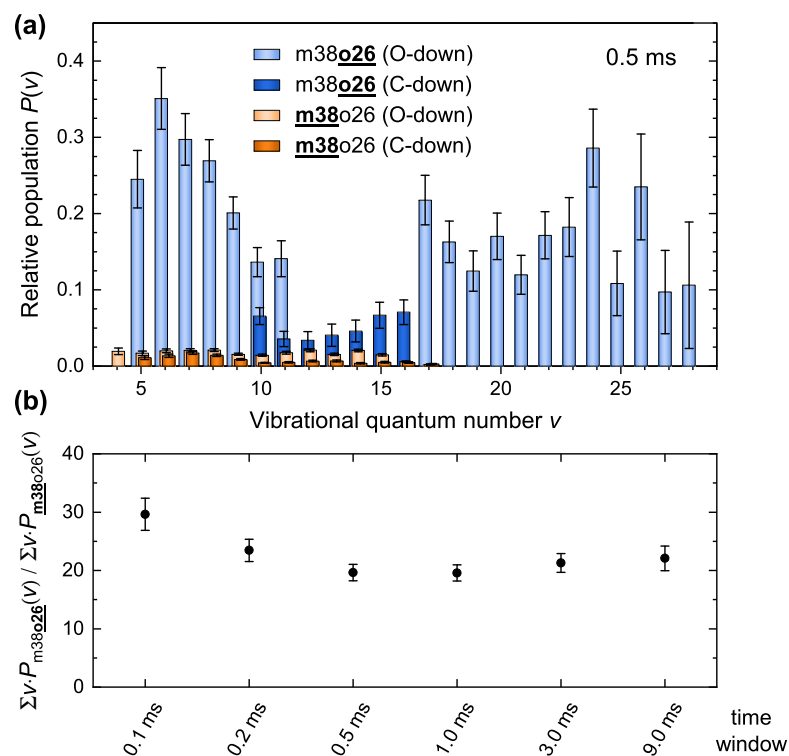 (a)
m38o26 (O-down)
m38o26 (C-down)
m38o26 (O-down)
m38o26 (C-down)
0.5 ms
Relative population P(v)
0.4
0.3
0.2
0.1
0.0
5 10 15 20 25
Vibrational quantum number v
(b)
Σv·Pm38o26(v) / Σv·Pm38o26(v)
40
30
20
10
0
0.1 ms 0.2 ms 0.5 ms 1.0 ms 3.0 ms 9.0 ms
time
window